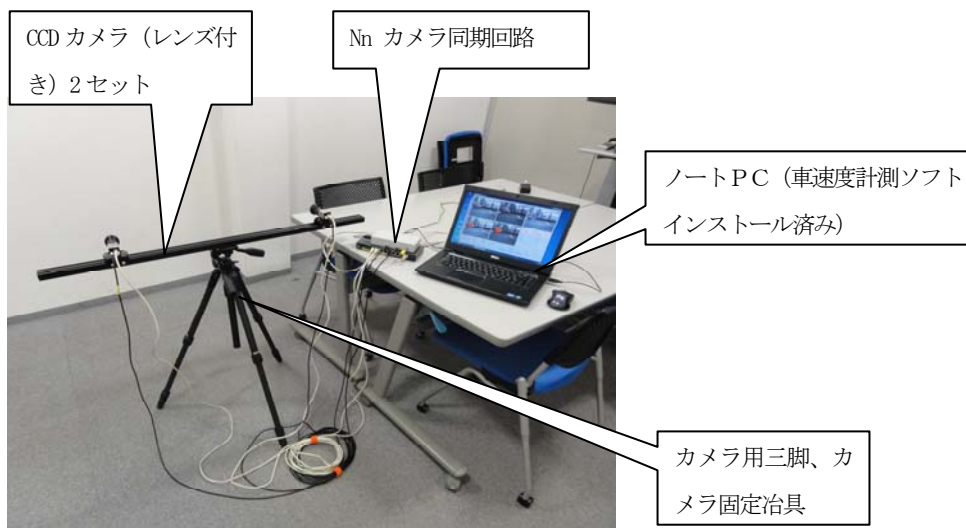 CCD カメラ（レンズ付
き）2 セット
Nn カメラ同期回路
ノートＰＣ（車速度計測ソフト
インストール済み）
カメラ用三脚、カ
メラ固定冶具